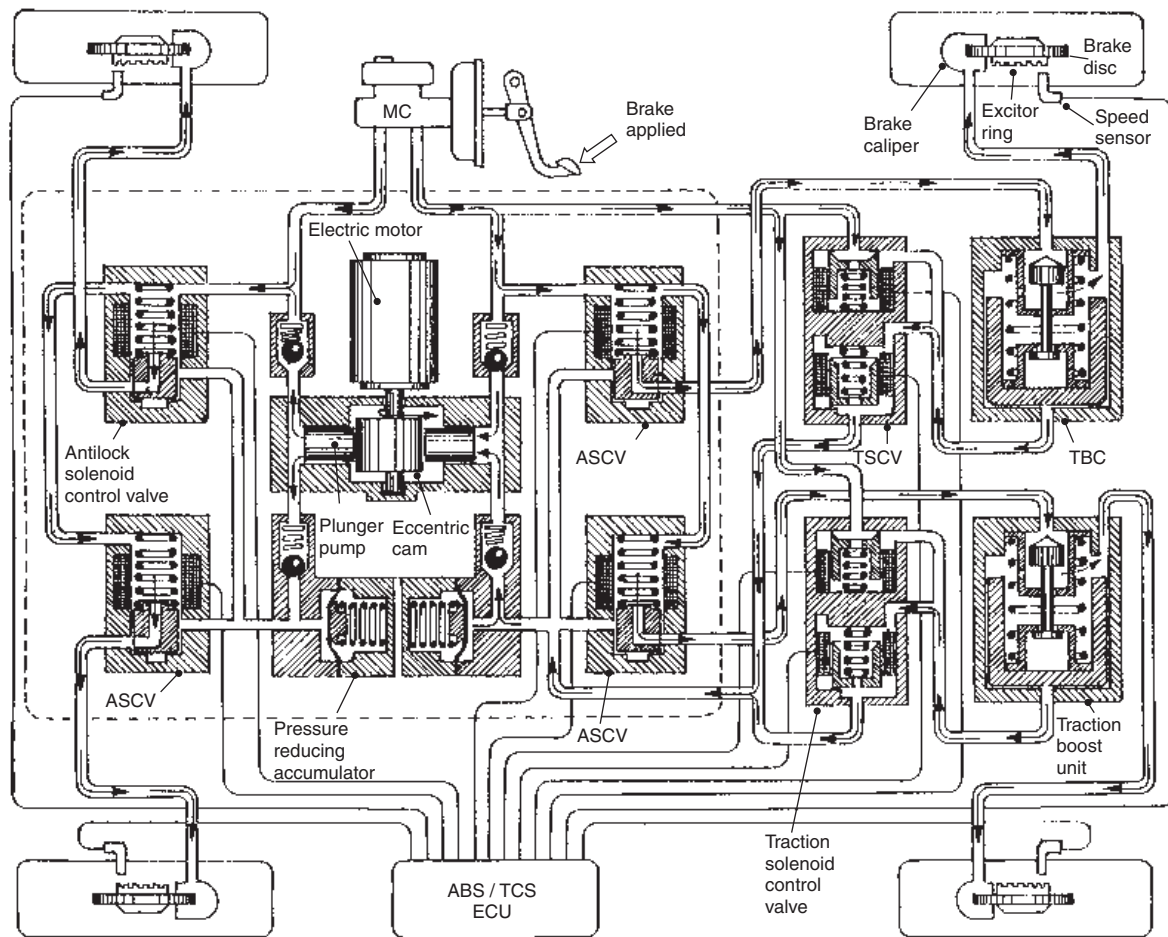 MC
Brake
applied
Brake
disc
Excitor
ring
Brake
caliper
Speed
sensor
Electric motor
Antilock
solenoid
control valve
Plunger
pump
Eccentric
cam
ASCV
TSCV
TBC
ASCV
Pressure
reducing
accumulator
ASCV
Traction
boost
unit
Traction
solenoid
control
valve
ABS / TCS
ECU